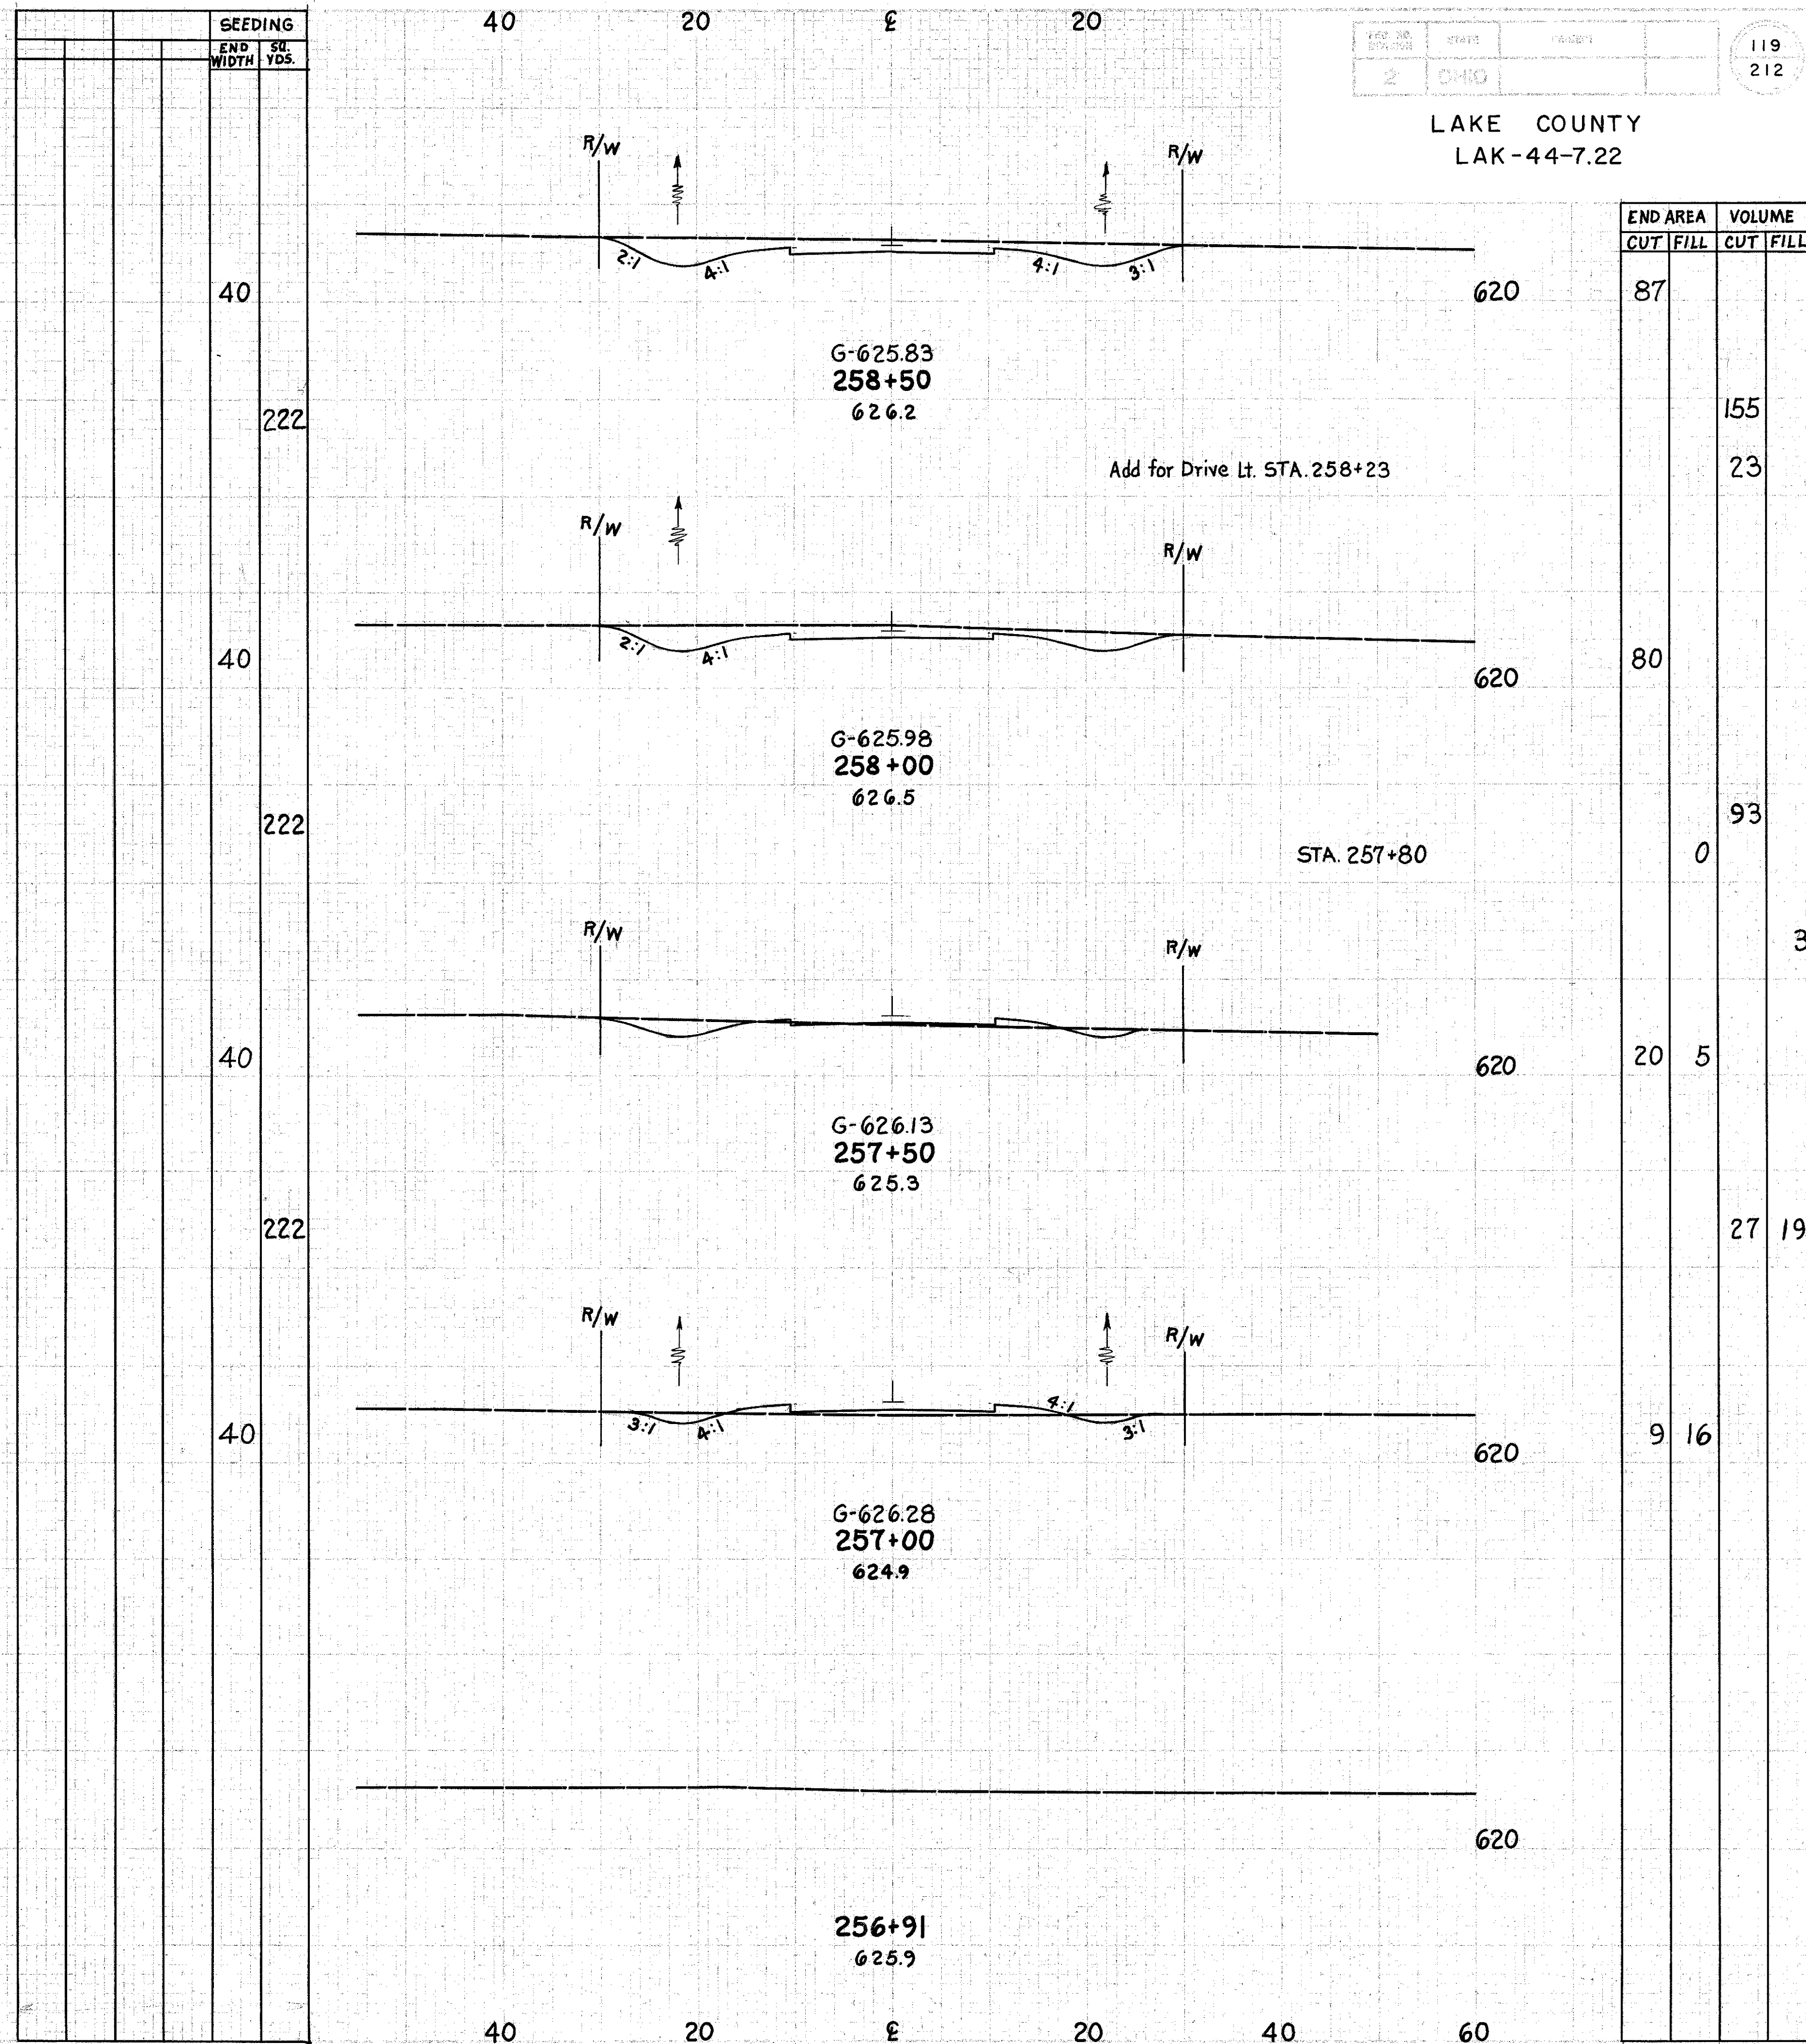 40 20 ℄ 20
SEEDING
END WIDTH SQ. YDS.
STATE
2 OHIO
119
212
LAKE COUNTY
LAK-44-7.22
END AREA VOLUME
CUT FILL CUT FILL
R/W R/W
2:1 4:1 4:1 3:1
40 620 87
G-625.83
258+50
626.2
222 155
Add for Drive Lt. STA. 258+23 23
R/W R/W
2:1 4:1
40 620 80
G-625.98
258+00
626.5
222 93
STA. 257+80 0
3
R/W R/W
40 620 20 5
G-626.13
257+50
625.3
222 27 19
R/W R/W
3:1 4:1 4:1 3:1
40 620 9 16
G-626.28
257+00
624.9
620
256+91
625.9
40 20 ℄ 20 40 60